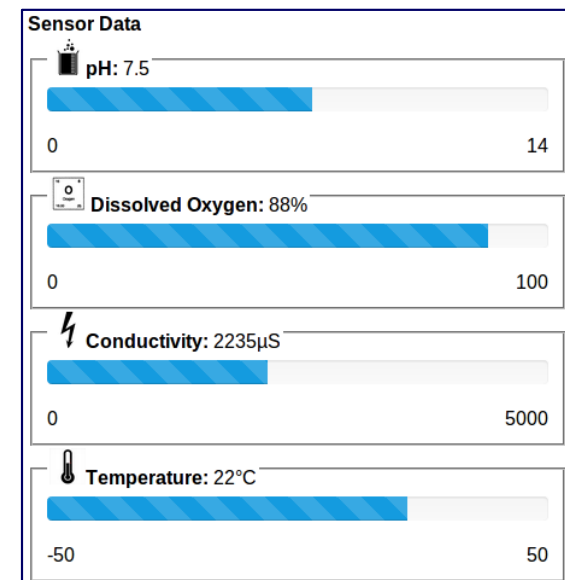 Sensor Data
pH: 7.5
0 14
O
Oxygen
Dissolved Oxygen: 88%
0 100
Conductivity: 2235µS
0 5000
Temperature: 22°C
-50 50